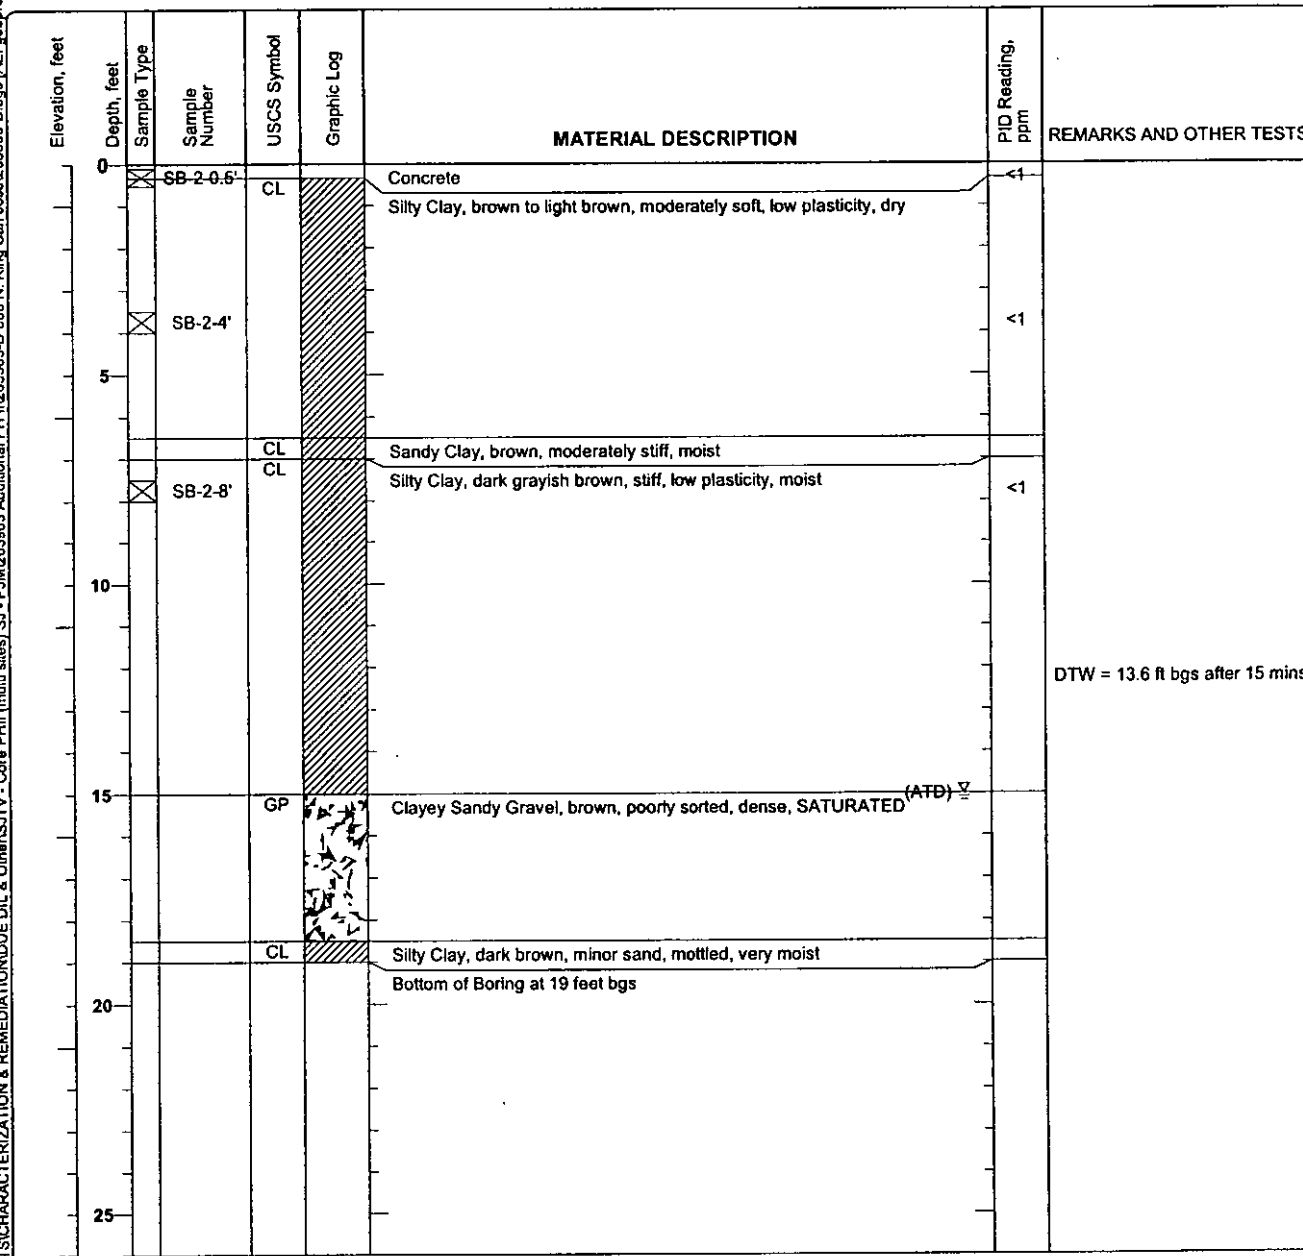 Elevation, feet
Depth, feet
Sample Type
Sample Number
USCS Symbol
Graphic Log
MATERIAL DESCRIPTION
PID Reading, ppm
REMARKS AND OTHER TESTS
0
SB-2-0.5'
CL
Concrete
<1
Silty Clay, brown to light brown, moderately soft, low plasticity, dry
SB-2-4'
<1
5
CL
Sandy Clay, brown, moderately stiff, moist
CL
Silty Clay, dark grayish brown, stiff, low plasticity, moist
SB-2-8'
<1
10
DTW = 13.6 ft bgs after 15 mins
15
GP
Clayey Sandy Gravel, brown, poorly sorted, dense, SATURATED
(ATD)
CL
Silty Clay, dark brown, minor sand, mottled, very moist
Bottom of Boring at 19 feet bgs
20
25
CHARACTERIZATION & REMEDIATION